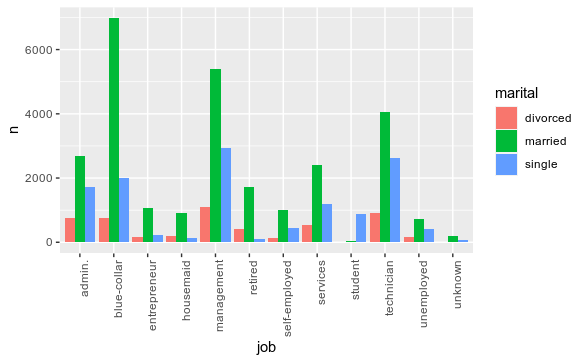 6000
4000
2000
0
n
admin.
blue-collar
entrepreneur
housemaid
management
retired
self-employed
services
student
technician
unemployed
unknown
job
marital
divorced
married
single